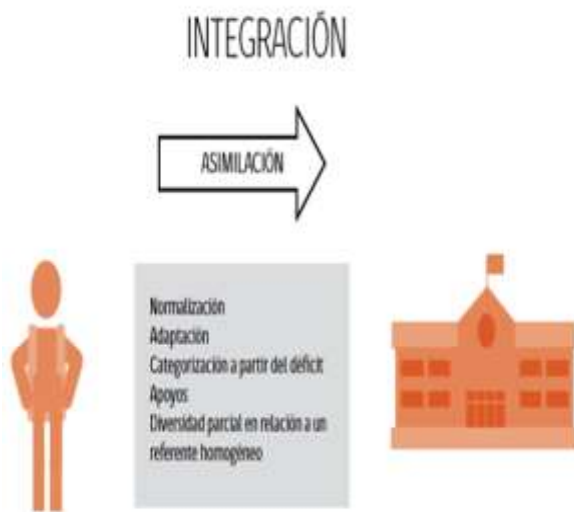 INTEGRACIÓN
ASIMILACIÓN
Normalización
Adaptación
Categorización a partir del déficit
Apoyos
Diversidad parcial en relación a un
referente homogéneo